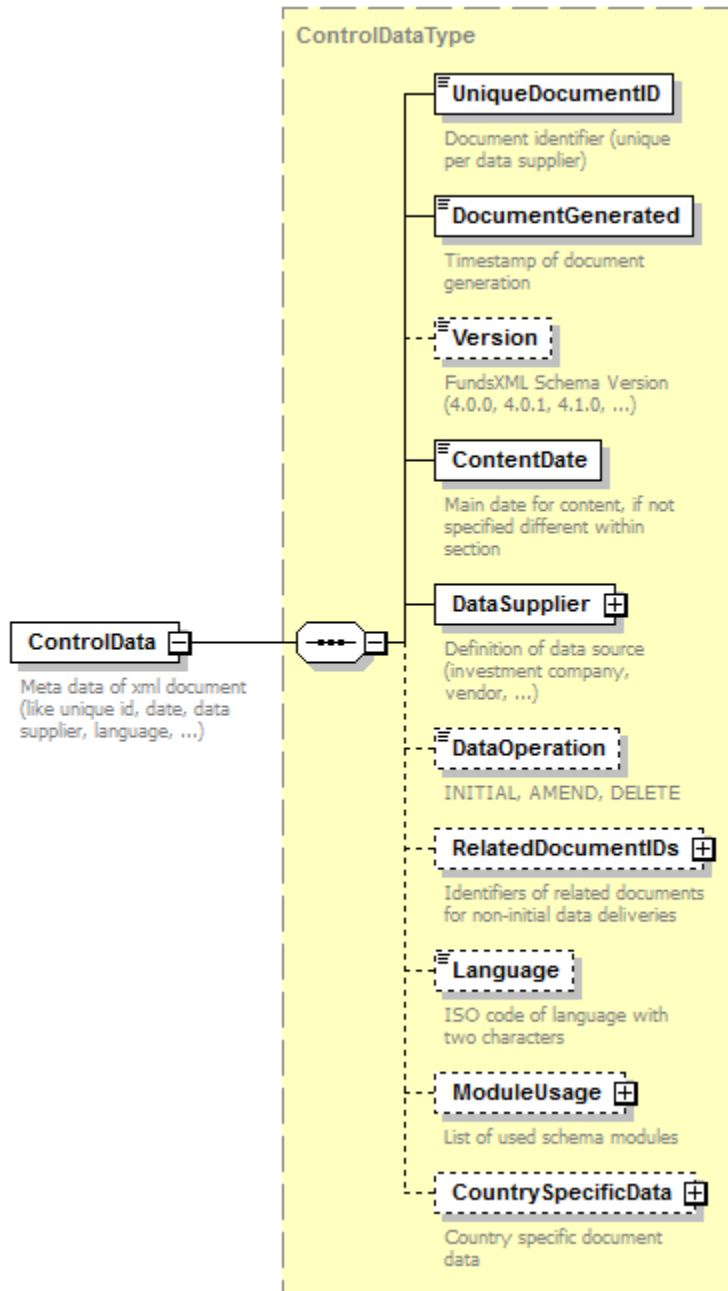 ControlDataType
UniqueDocumentID
Document identifier (unique
per data supplier)
DocumentGenerated
Timestamp of document
generation
Version
FundsXML Schema Version
(4.0.0, 4.0.1, 4.1.0, ...)
ContentDate
Main date for content, if not
specified different within
section
DataSupplier
Definition of data source
(investment company,
vendor, ...)
ControlData
Meta data of xml document
(like unique id, date, data
supplier, language, ...)
DataOperation
INITIAL, AMEND, DELETE
RelatedDocumentIDs
Identifiers of related documents
for non-initial data deliveries
Language
ISO code of language with
two characters
ModuleUsage
List of used schema modules
CountrySpecificData
Country specific document
data